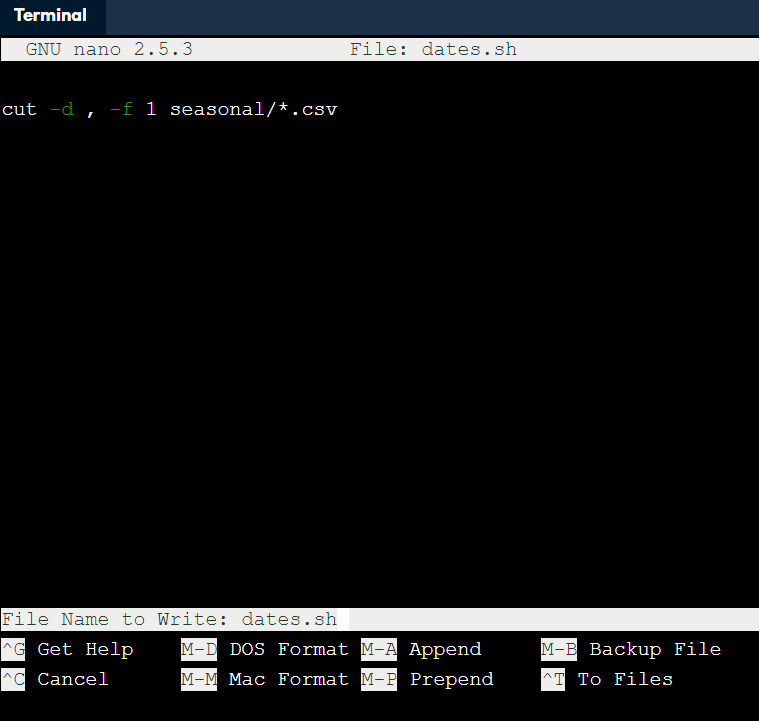 Terminal
GNU nano 2.5.3 File: dates.sh
cut -d , -f 1 seasonal/*.csv
File Name to Write: dates.sh
^G Get Help M-D DOS Format M-A Append M-B Backup File
^C Cancel M-M Mac Format M-P Prepend ^T To Files